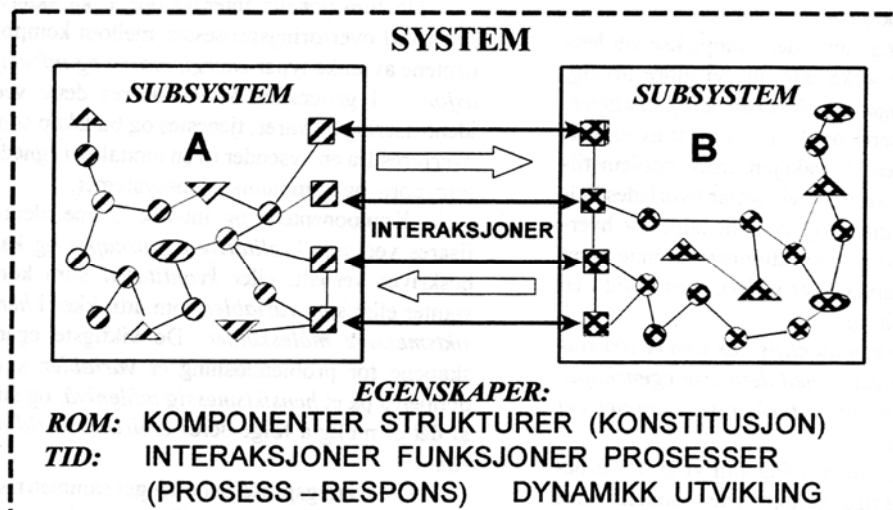 SYSTEM
SUBSYSTEM SUBSYSTEM
A B
INTERAKSJONER
EGENSKAPER:
ROM: KOMPONENTER STRUKTURER (KONSTITUSJON)
TID: INTERAKSJONER FUNKSJONER PROSESSER
(PROSESS-RESPONS) DYNAMIKK UTVIKLING